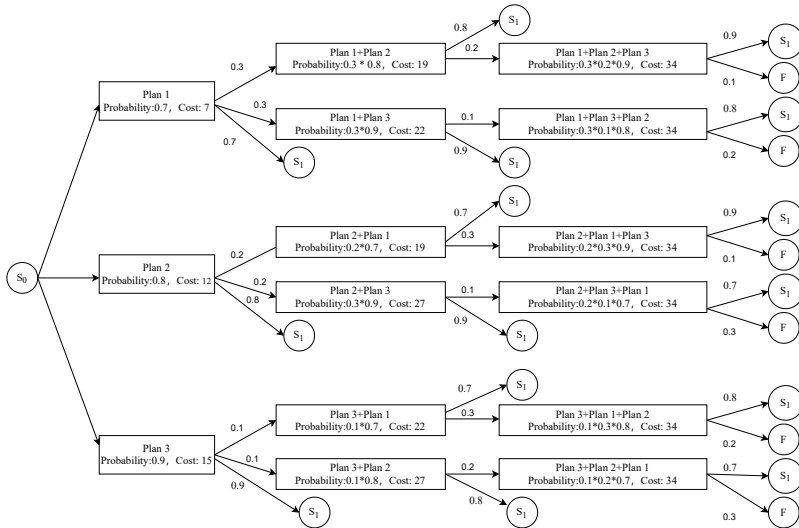 S0
Plan 1
Probability:0.7, Cost: 7
0.3
0.3
0.7
S1
Plan 1+Plan 2
Probability:0.3 * 0.8, Cost: 19
0.8
S1
0.2
Plan 1+Plan 2+Plan 3
Probability:0.3*0.2*0.9, Cost: 34
0.9
S1
0.1
F
Plan 1+Plan 3
Probability:0.3*0.9, Cost: 22
0.1
0.9
S1
Plan 1+Plan 3+Plan 2
Probability:0.3*0.1*0.8, Cost: 34
0.8
S1
0.2
F
Plan 2
Probability:0.8, Cost: 12
0.2
0.2
0.8
S1
Plan 2+Plan 1
Probability:0.2*0.7, Cost: 19
0.7
S1
0.3
Plan 2+Plan 1+Plan 3
Probability:0.2*0.3*0.9, Cost: 34
0.9
S1
0.1
F
Plan 2+Plan 3
Probability:0.3*0.9, Cost: 27
0.1
0.9
S1
Plan 2+Plan 3+Plan 1
Probability:0.2*0.1*0.7, Cost: 34
0.7
S1
0.3
F
Plan 3
Probability:0.9, Cost: 15
0.1
0.1
0.9
S1
Plan 3+Plan 1
Probability:0.1*0.7, Cost: 22
0.7
S1
0.3
Plan 3+Plan 1+Plan 2
Probability:0.1*0.3*0.8, Cost: 34
0.8
S1
0.2
F
Plan 3+Plan 2
Probability:0.1*0.8, Cost: 27
0.2
0.8
S1
Plan 3+Plan 2+Plan 1
Probability:0.1*0.2*0.7, Cost: 34
0.7
S1
0.3
F